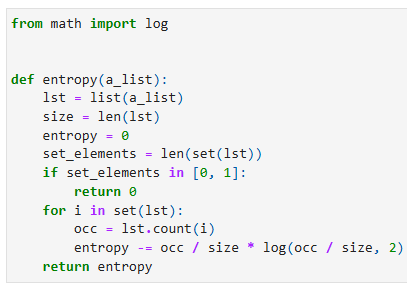 from math import log


def entropy(a_list):
    lst = list(a_list)
    size = len(lst)
    entropy = 0
    set_elements = len(set(lst))
    if set_elements in [0, 1]:
        return 0
    for i in set(lst):
        occ = lst.count(i)
        entropy -= occ / size * log(occ / size, 2)
    return entropy